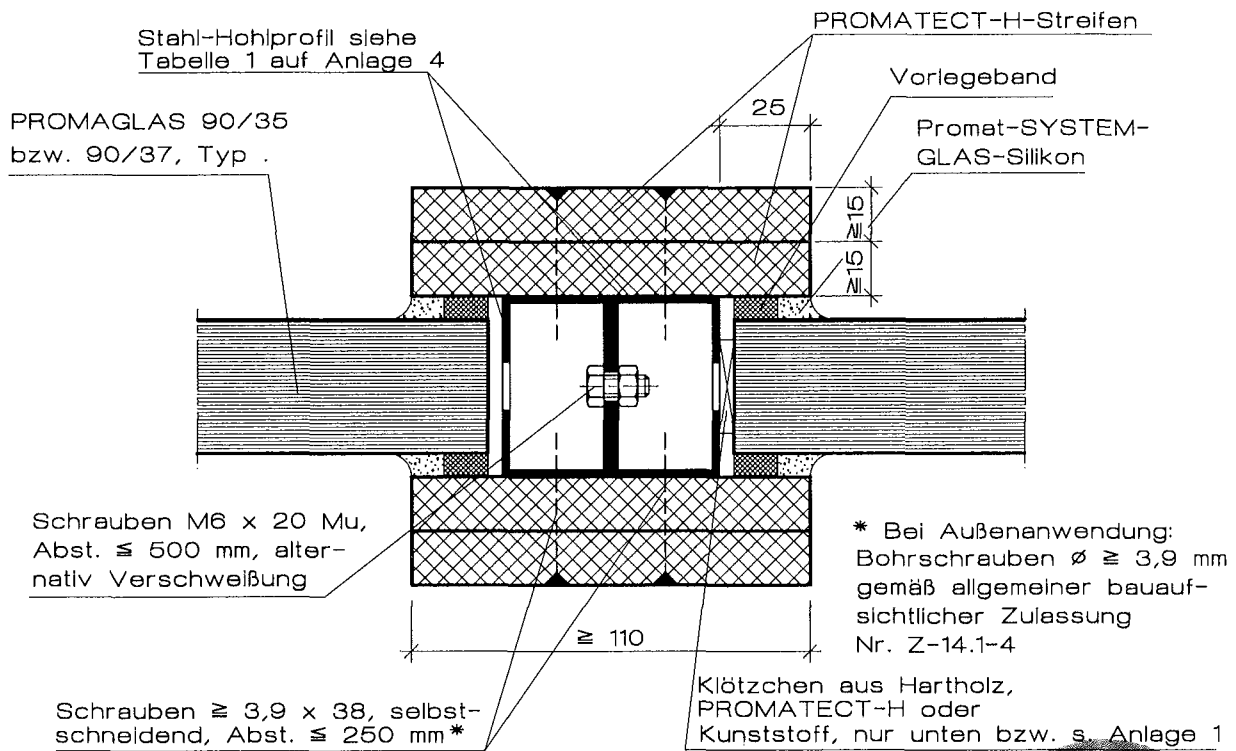 Stahl-Hohlprofil siehe
Tabelle 1 auf Anlage 4
PROMATECT-H-Streifen
Vorlegeband
25
PROMAGLAS 90/35
bzw. 90/37, Typ .
Promat-SYSTEM-
GLAS-Silikon
≧15
≧15
Schrauben M6 x 20 Mu,
Abst. ≦ 500 mm, alter-
nativ Verschweißung
* Bei Außenanwendung:
Bohrschrauben ø ≧ 3,9 mm
gemäß allgemeiner bauauf-
sichtlicher Zulassung
Nr. Z-14.1-4
≧ 110
Schrauben ≧ 3,9 x 38, selbst-
schneidend, Abst. ≦ 250 mm*
Klötzchen aus Hartholz,
PROMATECT-H oder
Kunststoff, nur unten bzw. s. Anlage 1